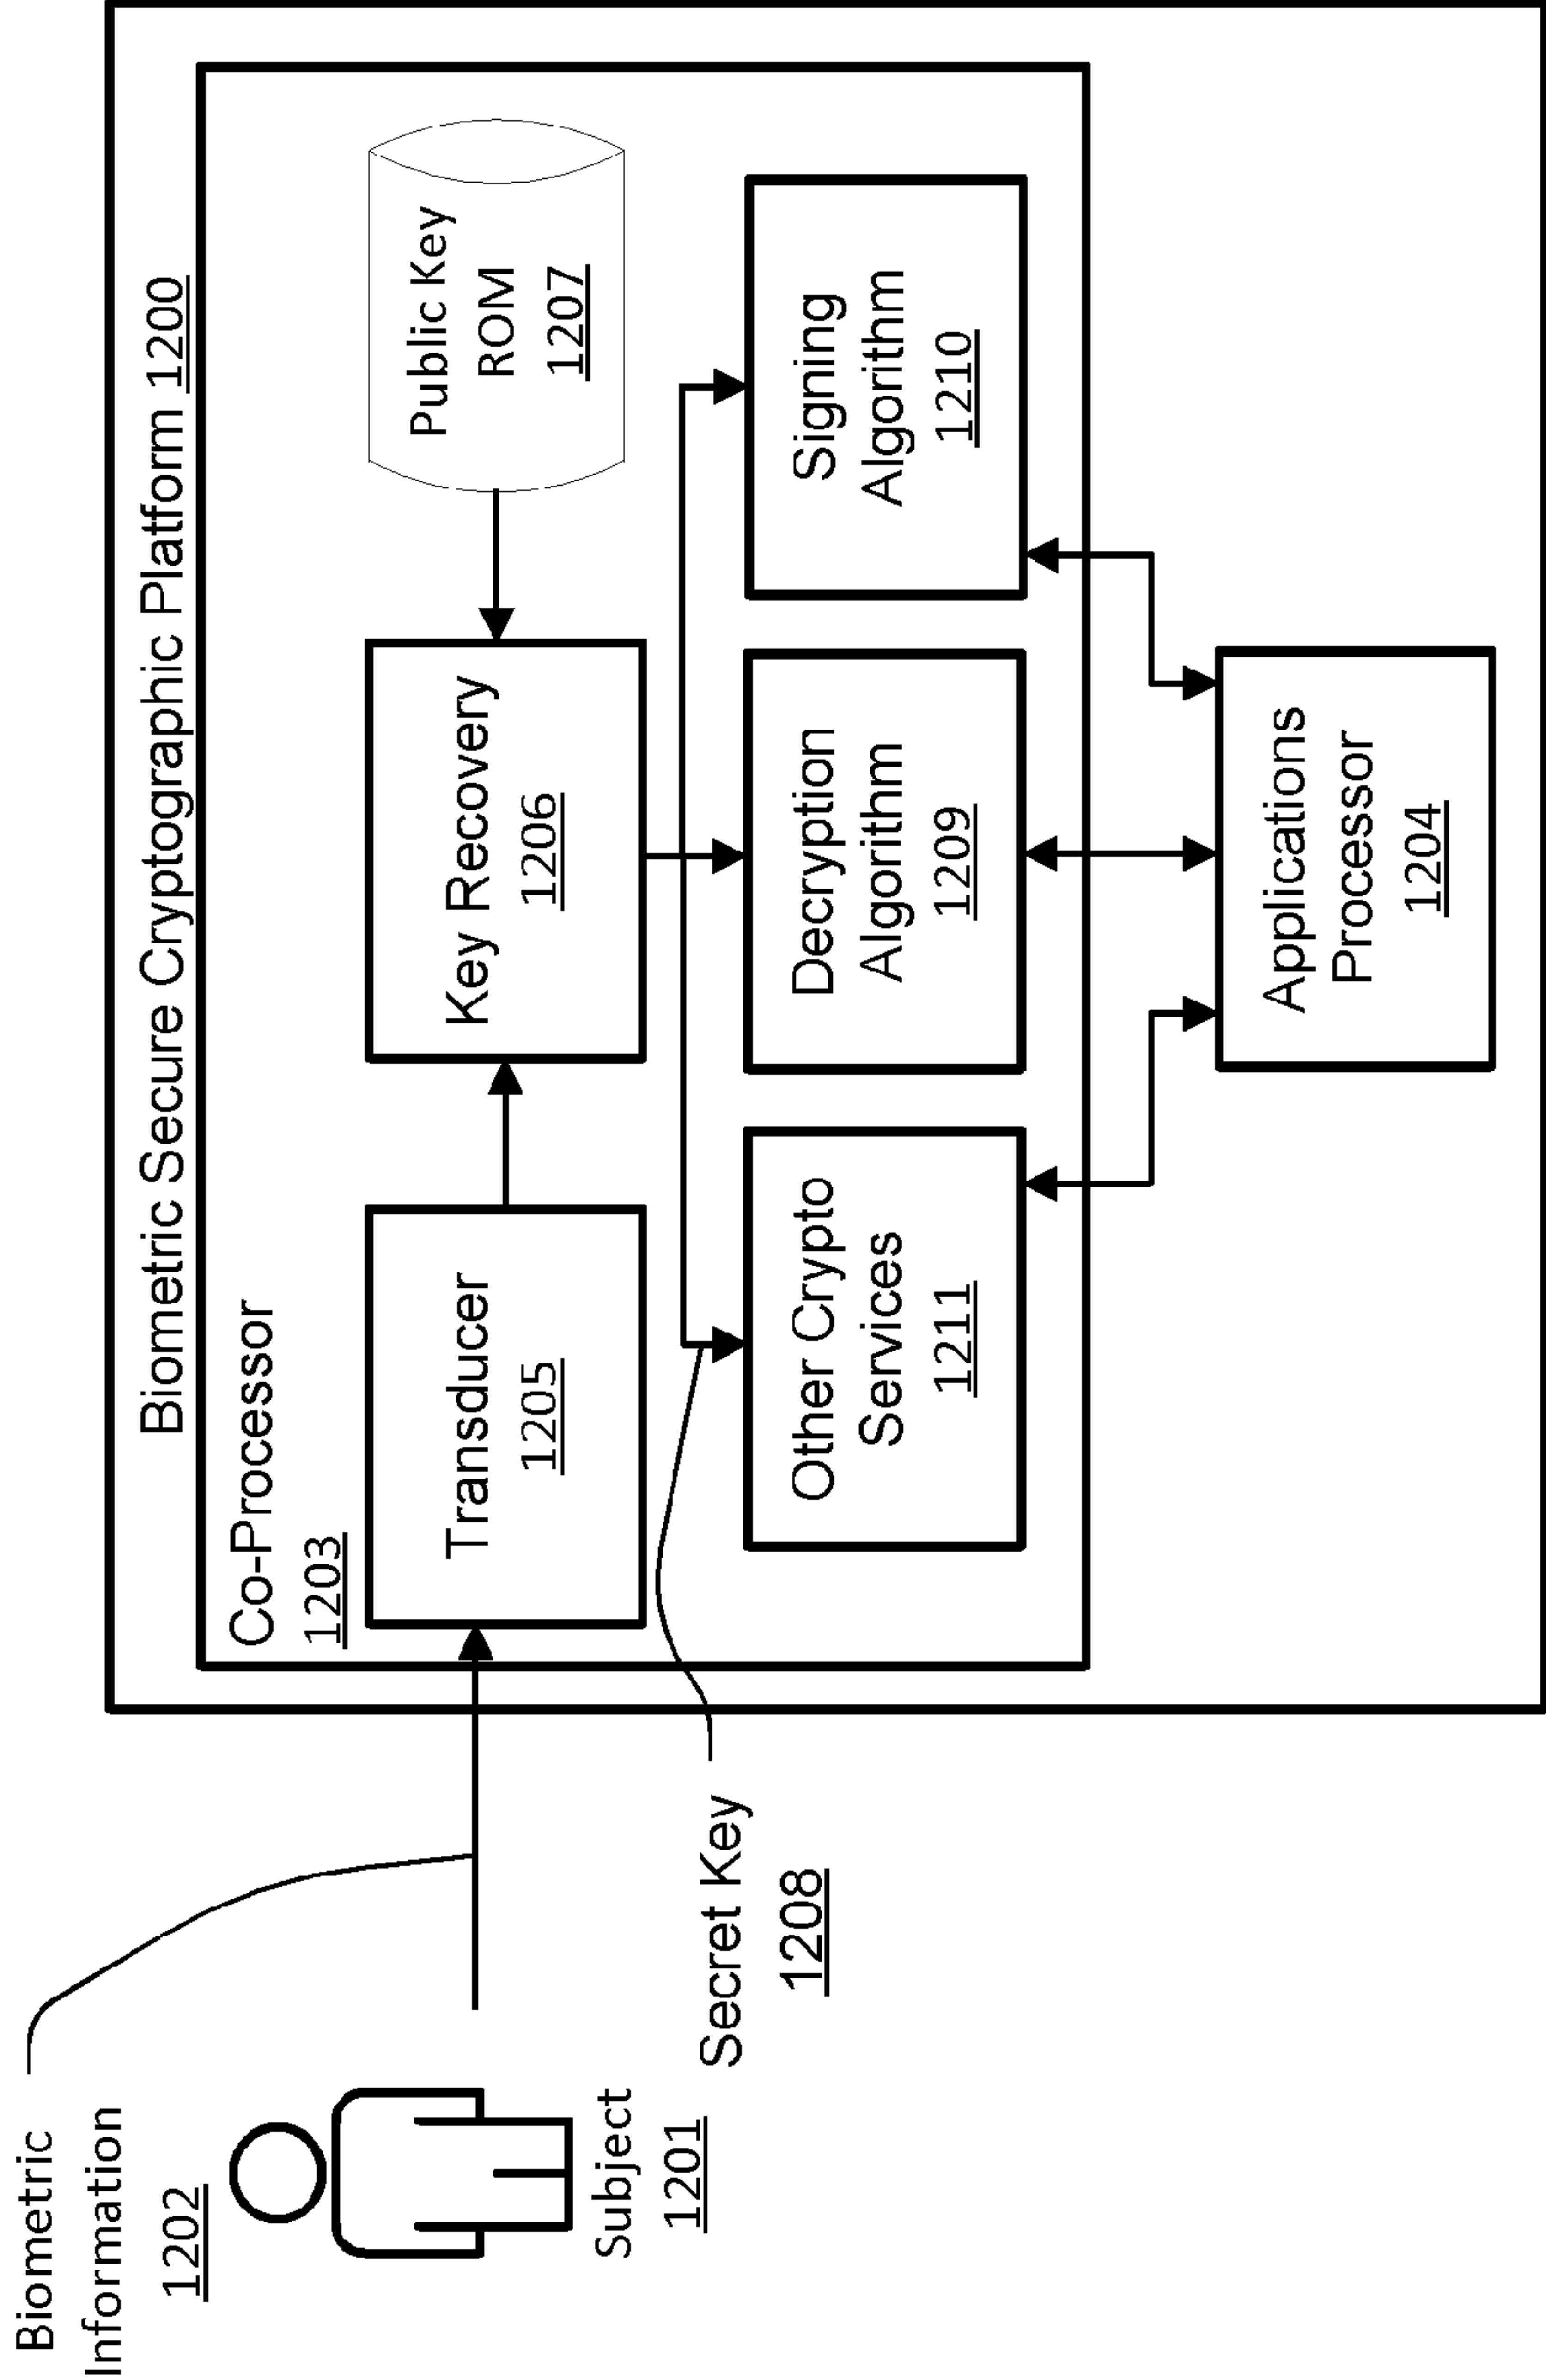 Biometric Secure Cryptographic Platform 1200
Biometric
Information
1202
Subject
1201
Secret Key
1208
Co-Processor
1203
Transducer
1205
Key Recovery
1206
Public Key
ROM
1207
Other Crypto
Services
1211
Decryption
Algorithm
1209
Signing
Algorithm
1210
Applications
Processor
1204